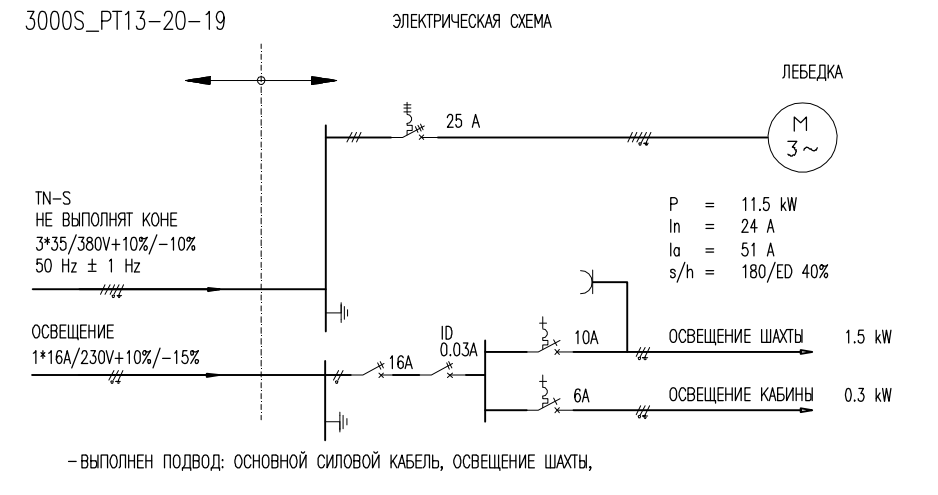 3000S_PT13-20-19
ЭЛЕКТРИЧЕСКАЯ СХЕМА
ЛЕБЕДКА
25 A
M
3~
TN-S
НЕ ВЫПОЛНЯТ КОНЕ
3*35/380V+10%/-10%
50 Hz ± 1 Hz
P = 11.5 kW
In = 24 A
Ia = 51 A
s/h = 180/ED 40%
ОСВЕЩЕНИЕ
1*16A/230V+10%/-15%
16A
ID
0.03A
10A
ОСВЕЩЕНИЕ ШАХТЫ 1.5 kW
6A
ОСВЕЩЕНИЕ КАБИНЫ 0.3 kW
-ВЫПОЛНЕН ПОДВОД: ОСНОВНОЙ СИЛОВОЙ КАБЕЛЬ, ОСВЕЩЕНИЕ ШАХТЫ,